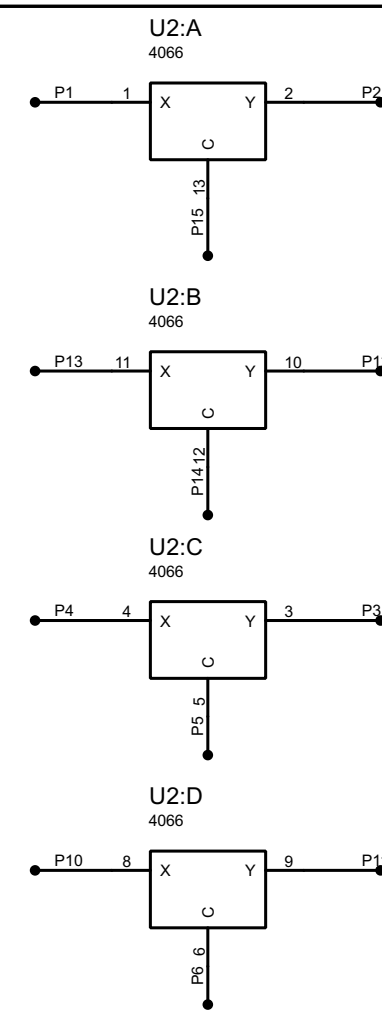 U2:A
4066
P1 1 X Y 2 P2
C
P15 13
U2:B
4066
P13 11 X Y 10
C
P14 12
U2:C
4066
P4 4 X Y 3 P3
C
P5 5
U2:D
4066
P10 8 X Y 9
C
P6 6